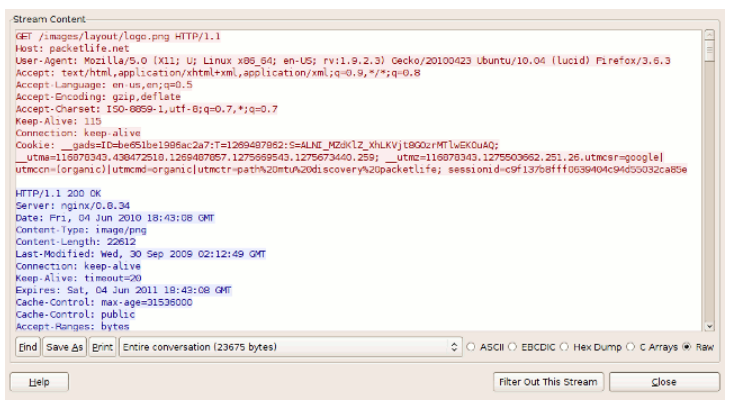 Stream Content
GET /images/layout/logo.png HTTP/1.1
Host: packetlife.net
User-Agent: Mozilla/5.0 (X11; U; Linux x86_64; en-US; rv:1.9.2.3) Gecko/20100423 Ubuntu/10.04 (lucid) Firefox/3.6.3
Accept: text/html,application/xhtml+xml,application/xml;q=0.9,*/*;q=0.8
Accept-Language: en-us,en;q=0.5
Accept-Encoding: gzip,deflate
Accept-Charset: ISO-8859-1,utf-8;q=0.7,*;q=0.7
Keep-Alive: 115
Connection: keep-alive
Cookie: __gads=ID=be651be1986ac2a7:T=1269487862:S=ALNI_MZdKlZ_XhLKVjt8GOzrMTlwEKOuAQ;
__utma=116878343.438472518.1269487857.1275669543.1275673440.259; __utmz=116878343.1275503662.251.26.utmcsr=google|
utmccn=(organic)|utmcmd=organic|utmctr=path%20mtu%20discovery%20packetlife; sessionid=c9f137b8fff0639404c94d55032ca85e
HTTP/1.1 200 OK
Server: nginx/0.8.34
Date: Fri, 04 Jun 2010 18:43:08 GMT
Content-Type: image/png
Content-Length: 22612
Last-Modified: Wed, 30 Sep 2009 02:12:49 GMT
Connection: keep-alive
Keep-Alive: timeout=20
Expires: Sat, 04 Jun 2011 18:43:08 GMT
Cache-Control: max-age=31536000
Cache-Control: public
Accept-Ranges: bytes
Find Save As Print Entire conversation (23675 bytes) ASCII EBCDIC Hex Dump C Arrays Raw
Help Filter Out This Stream Close